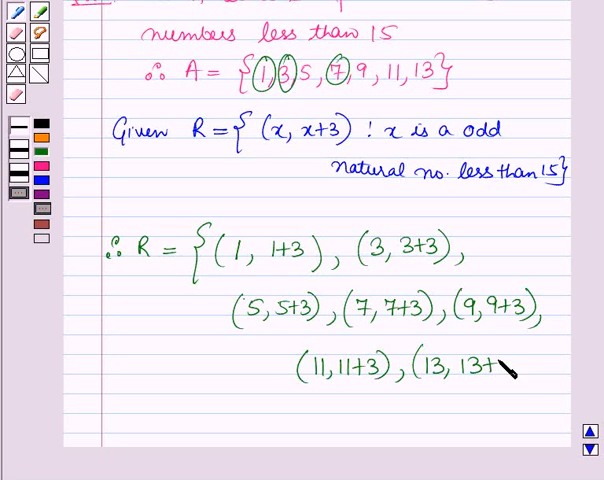 numbers less than 15
∴ A = {1, 3, 5, 7, 9, 11, 13}
Given R = { (x, x+3) : x is a odd
natural no. less than 15}
∴ R = { (1, 1+3), (3, 3+3),
(5, 5+3), (7, 7+3), (9, 9+3),
(11, 11+3), (13, 13+